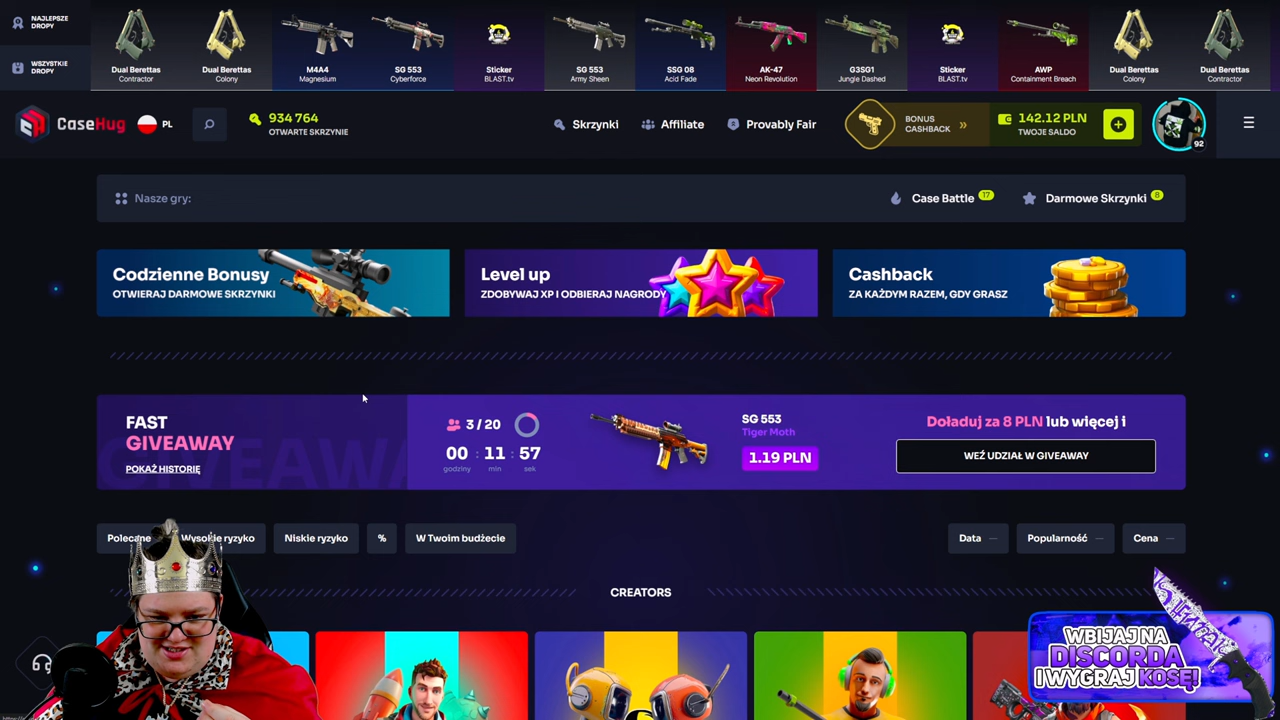 NAJLEPSZE
DROPY
WSZYSTKIE
DROPY
Dual Berettas
Contractor
Dual Berettas
Colony
M4A4
Magnesium
SG 553
Cyberforce
Sticker
BLAST.tv
SG 553
Army Sheen
SSG 08
Acid Fade
AK-47
Neon Revolution
G3SG1
Jungle Dashed
Sticker
BLAST.tv
AWP
Containment Breach
Dual Berettas
Colony
Dual Berettas
Contractor
CaseHug
PL
934 764
OTWARTE SKRZYNIE
Skrzynki
Affiliate
Provably Fair
BONUS
CASHBACK
142.12 PLN
TWOJE SALDO
92
Nasze gry:
Case Battle 17
Darmowe Skrzynki 8
Codzienne Bonusy
OTWIERAJ DARMOWE SKRZYNKI
Level up
ZDOBYWAJ XP I ODBIERAJ NAGRODY
Cashback
ZA KAŻDYM RAZEM, GDY GRASZ
FAST
GIVEAWAY
POKAŻ HISTORIĘ
3 / 20
00 : 11 : 57
godziny min sek
SG 553
Tiger Moth
1.19 PLN
Doładuj za 8 PLN lub więcej i
WEŹ UDZIAŁ W GIVEAWAY
Polecane
Wysokie ryzyko
Niskie ryzyko
%
W Twoim budżecie
Data
Popularność
Cena
CREATORS
WBIJAJ NA
DISCORDA
I WYGRAJ KOSĘ!